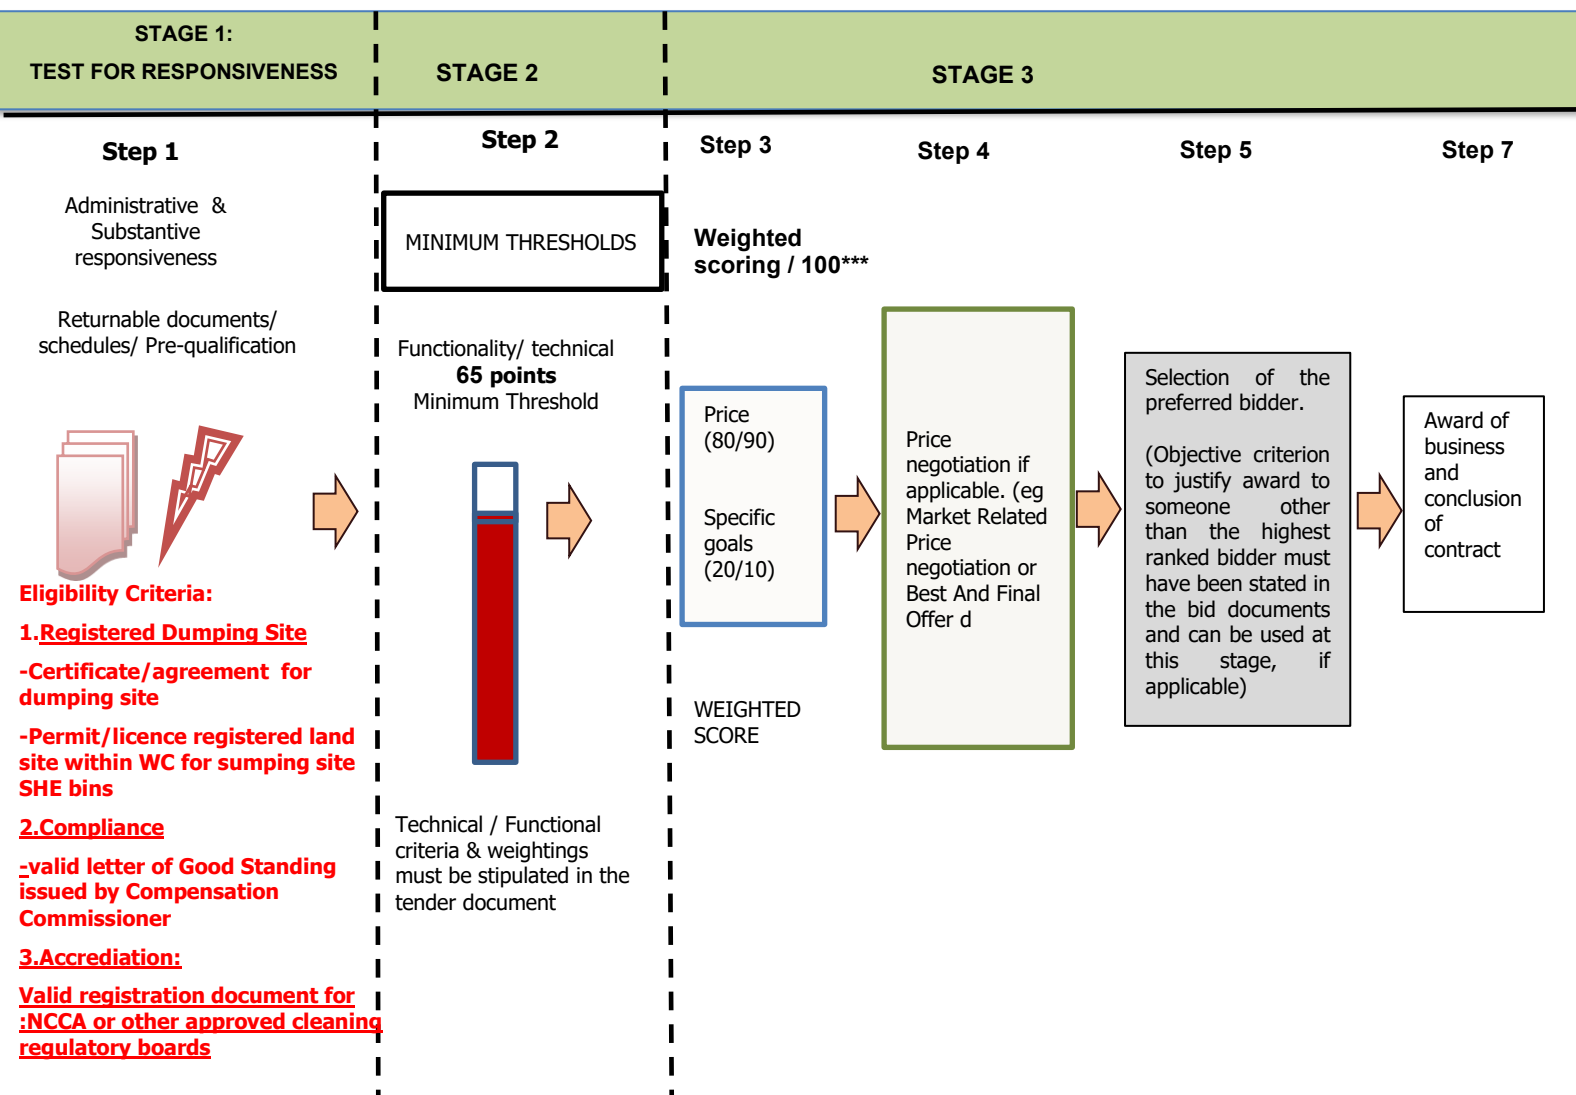 STAGE 1:
TEST FOR RESPONSIVENESS
STAGE 2
STAGE 3
Step 1
Administrative &
Substantive
responsiveness
Returnable documents/
schedules/ Pre-qualification
Eligibility Criteria:
1.Registered Dumping Site
-Certificate/agreement for
dumping site
-Permit/licence registered land
site within WC for sumping site
SHE bins
2.Compliance
-valid letter of Good Standing
issued by Compensation
Commissioner
3.Accrediation:
Valid registration document for
:NCCA or other approved cleaning
regulatory boards
Step 2
MINIMUM THRESHOLDS
Functionality/ technical
65 points
Minimum Threshold
Technical / Functional
criteria & weightings
must be stipulated in the
tender document
Step 3
Weighted
scoring / 100***
Price
(80/90)
Specific
goals
(20/10)
WEIGHTED
SCORE
Step 4
Price
negotiation if
applicable. (eg
Market Related
Price
negotiation or
Best And Final
Offer d
Step 5
Selection of the
preferred bidder.
(Objective criterion
to justify award to
someone other
than the highest
ranked bidder must
have been stated in
the bid documents
and can be used at
this stage, if
applicable)
Step 7
Award of
business
and
conclusion
of
contract